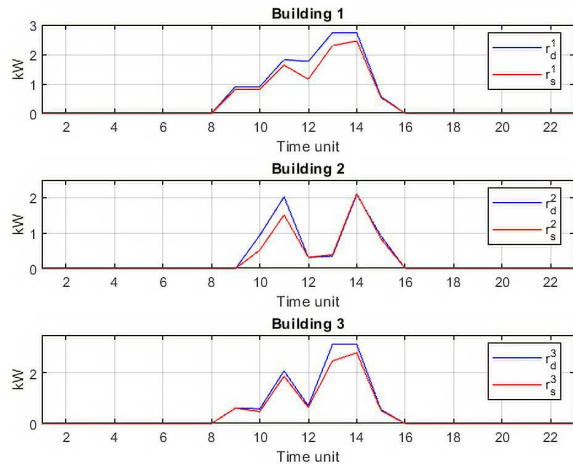 Building 1
3
2
1
0
kW
r_d^1
r_s^1
2 4 6 8 10 12 14 16 18 20 22
Time unit
Building 2
2
1
0
kW
r_d^2
r_s^2
2 4 6 8 10 12 14 16 18 20 22
Time unit
Building 3
2
0
kW
r_d^3
r_s^3
2 4 6 8 10 12 14 16 18 20 22
Time unit